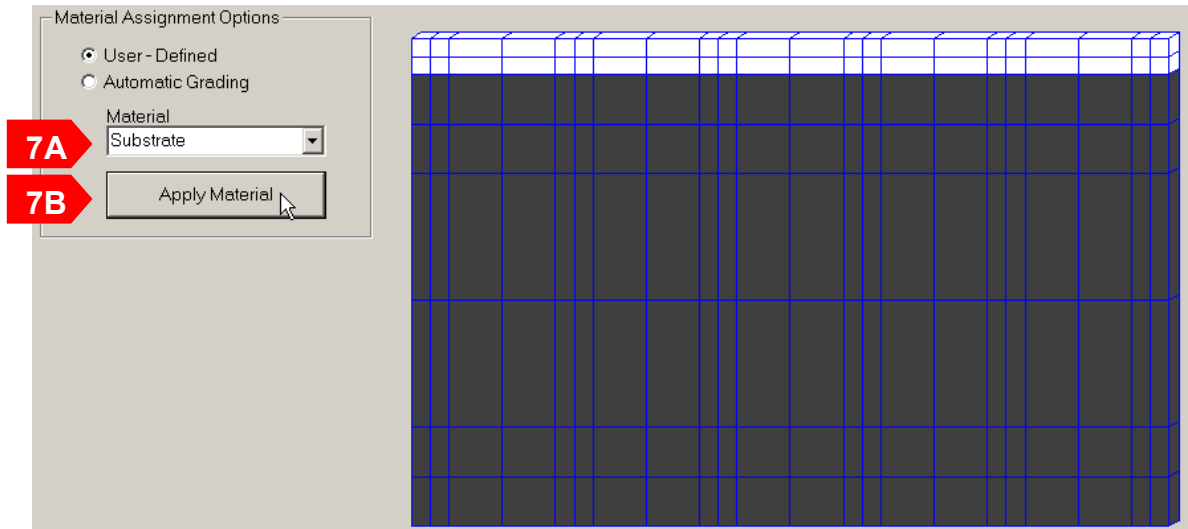 Material Assignment Options
User - Defined
Automatic Grading
Material
7A
Substrate
7B
Apply Material